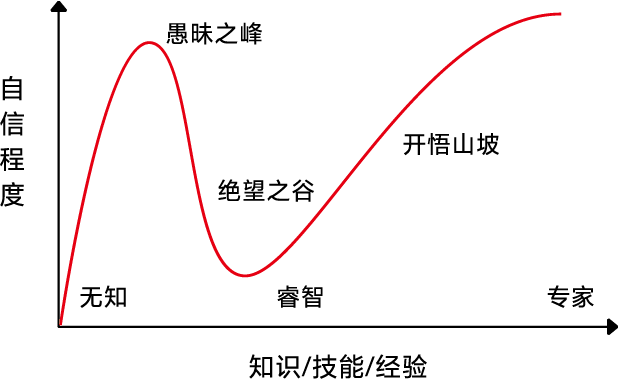 愚昧之峰
自信程度
开悟山坡
绝望之谷
无知
睿智
专家
知识/技能/经验